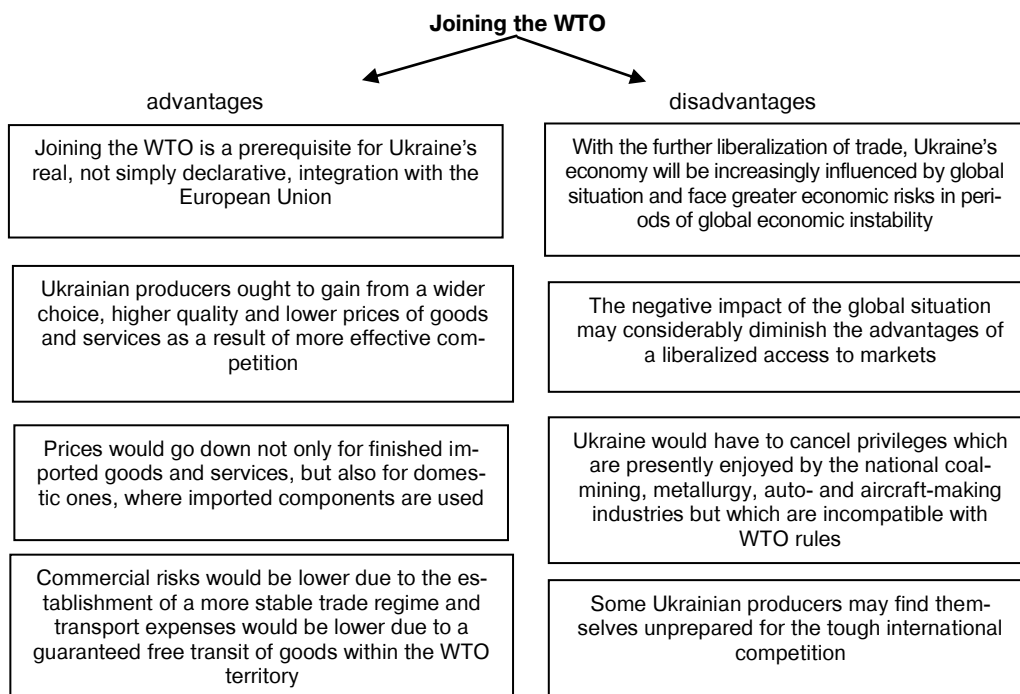 Joining the WTO
advantages
Joining the WTO is a prerequisite for Ukraine's
real, not simply declarative, integration with the
European Union
Ukrainian producers ought to gain from a wider
choice, higher quality and lower prices of goods
and services as a result of more effective com-
petition
Prices would go down not only for finished im-
ported goods and services, but also for domes-
tic ones, where imported components are used
Commercial risks would be lower due to the es-
tablishment of a more stable trade regime and
transport expenses would be lower due to a
guaranteed free transit of goods within the WTO
territory
disadvantages
With the further liberalization of trade, Ukraine's
economy will be increasingly influenced by global
situation and face greater economic risks in peri-
ods of global economic instability
The negative impact of the global situation
may considerably diminish the advantages of
a liberalized access to markets
Ukraine would have to cancel privileges which
are presently enjoyed by the national coal-
mining, metallurgy, auto- and aircraft-making
industries but which are incompatible with
WTO rules
Some Ukrainian producers may find them-
selves unprepared for the tough international
competition